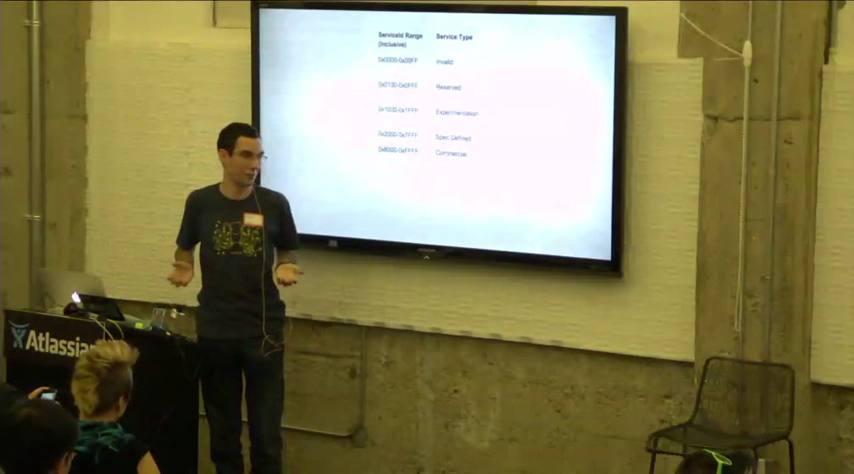 ServiceId Range Service Type
(Inclusive)
0x0000-0x00FF Invalid
0x0100-0x0FFF Reserved
0x1000-0x1FFF Experimentation
0x2000-0x7FFF Spec Defined
0x8000-0xFFFF Commercial
Atlassian